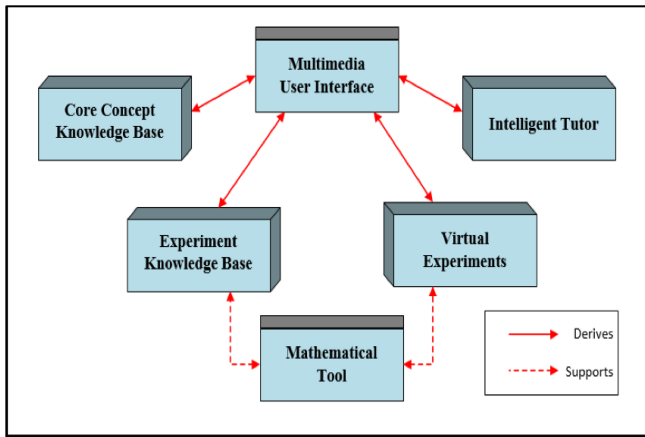 Multimedia
User Interface
Core Concept
Knowledge Base
Intelligent Tutor
Experiment
Knowledge Base
Virtual
Experiments
Mathematical
Tool
Derives
Supports